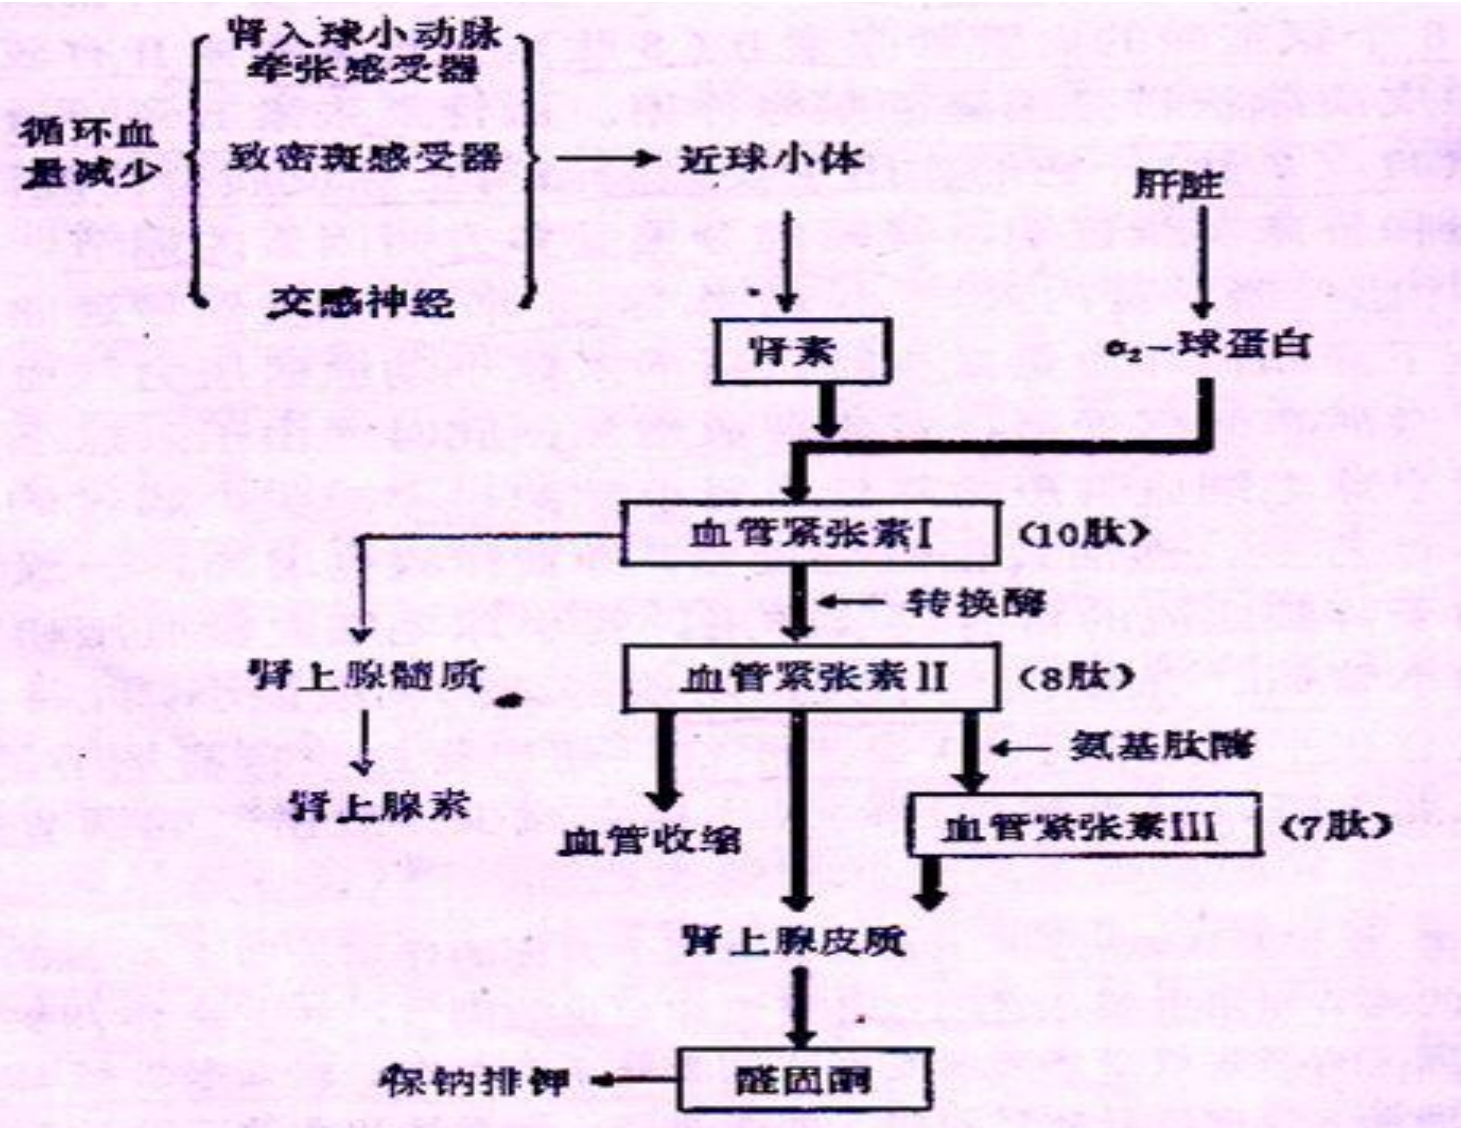 肾入球小动脉
牵张感受器
循环血
量减少
致密斑感受器
近球小体
肝脏
交感神经
肾素
α₂-球蛋白
血管紧张素I
(10肽)
转换酶
肾上腺髓质
血管紧张素II
(8肽)
氨基肽酶
肾上腺素
血管收缩
血管紧张素III
(7肽)
肾上腺皮质
保钠排钾
醛固酮